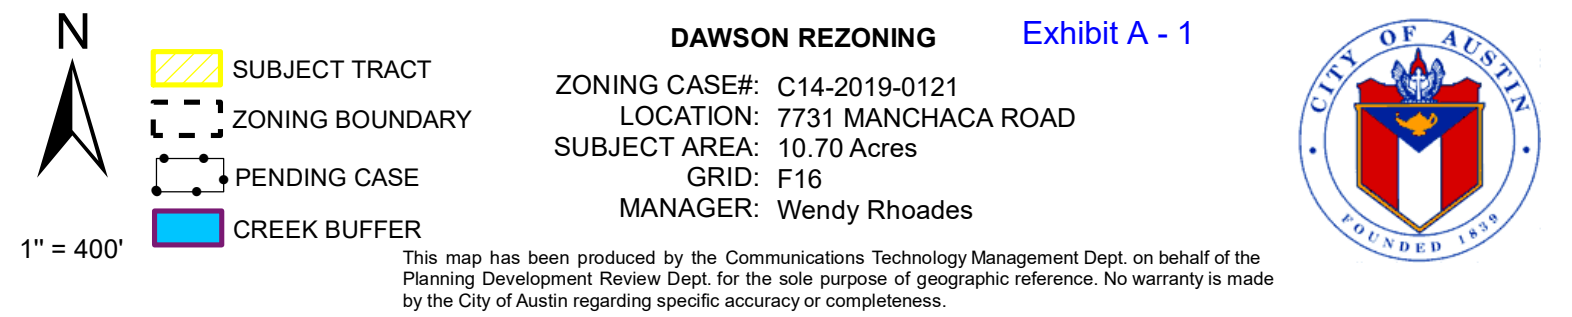 N
1" = 400'
SUBJECT TRACT
ZONING BOUNDARY
PENDING CASE
CREEK BUFFER
DAWSON REZONING
Exhibit A - 1
ZONING CASE#: C14-2019-0121
LOCATION: 7731 MANCHACA ROAD
SUBJECT AREA: 10.70 Acres
GRID: F16
MANAGER: Wendy Rhoades
This map has been produced by the Communications Technology Management Dept. on behalf of the
Planning Development Review Dept. for the sole purpose of geographic reference. No warranty is made
by the City of Austin regarding specific accuracy or completeness.
CITY OF AUSTIN
FOUNDED 1839